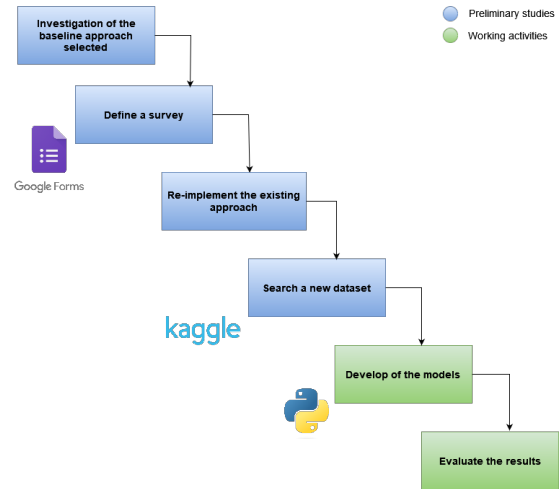 Investigation of the
baseline approach
selected
Preliminary studies
Working activities
Define a survey
Google Forms
Re-implement the existing
approach
Search a new dataset
kaggle
Develop of the models
Evaluate the results